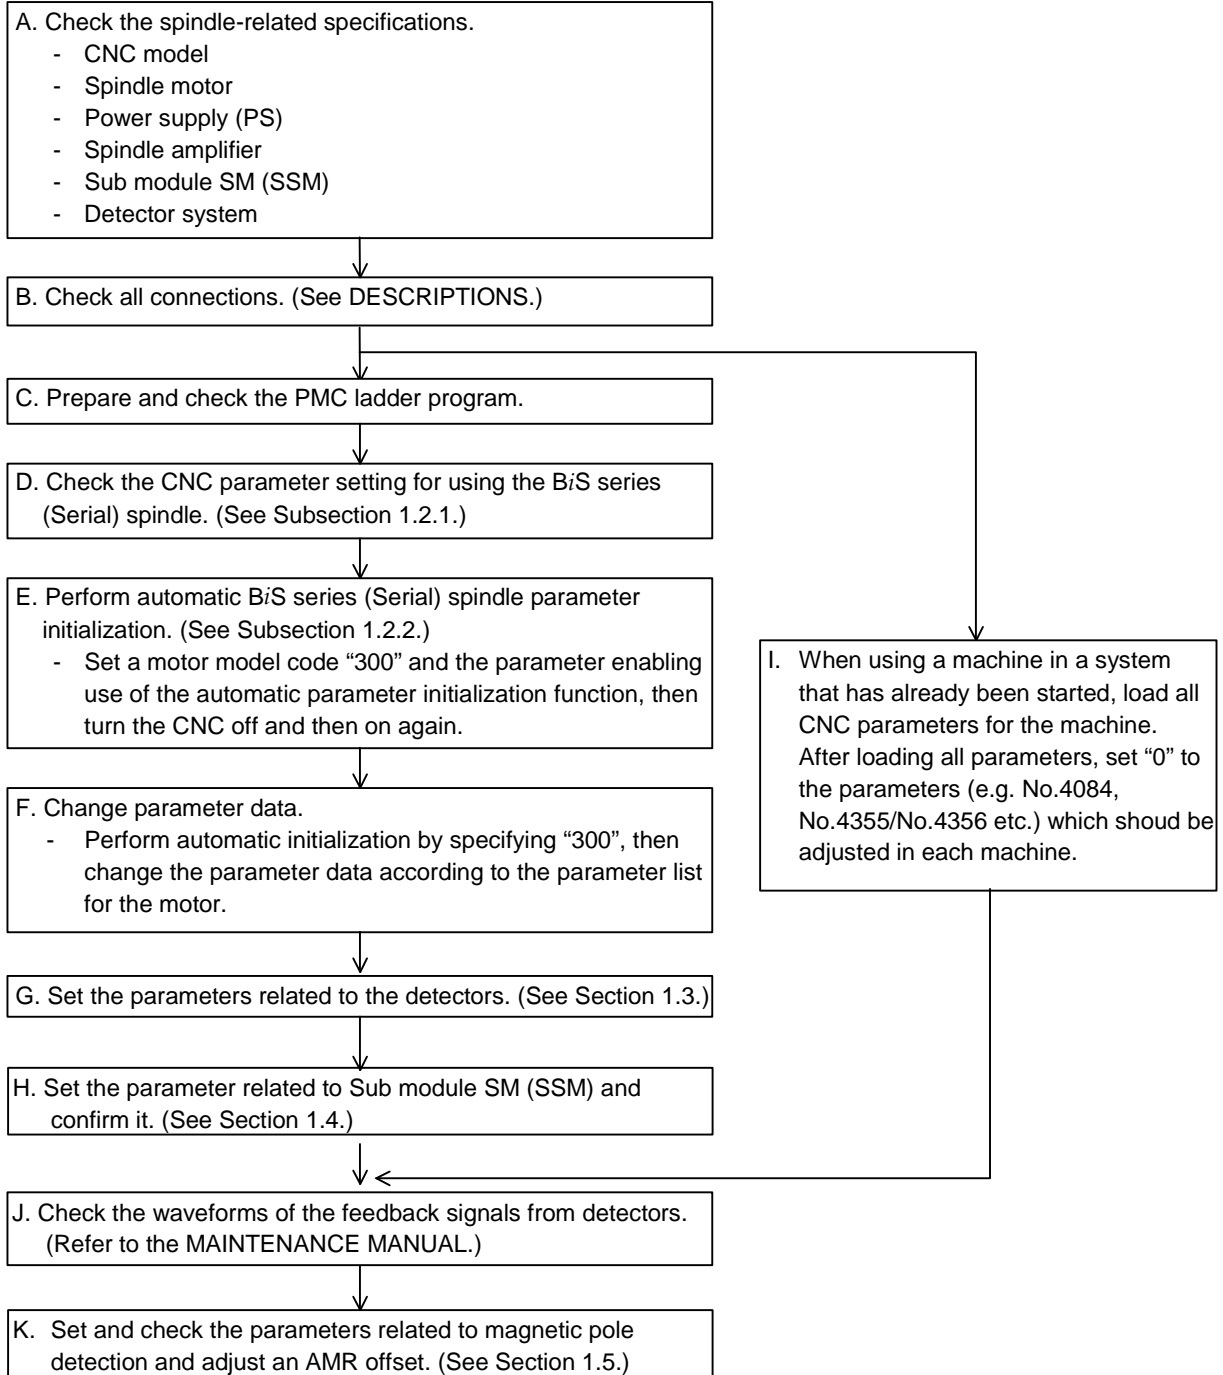 A. Check the spindle-related specifications.
- CNC model
- Spindle motor
- Power supply (PS)
- Spindle amplifier
- Sub module SM (SSM)
- Detector system
B. Check all connections. (See DESCRIPTIONS.)
C. Prepare and check the PMC ladder program.
D. Check the CNC parameter setting for using the BiS series
(Serial) spindle. (See Subsection 1.2.1.)
E. Perform automatic BiS series (Serial) spindle parameter
initialization. (See Subsection 1.2.2.)
- Set a motor model code “300” and the parameter enabling
use of the automatic parameter initialization function, then
turn the CNC off and then on again.
F. Change parameter data.
- Perform automatic initialization by specifying “300”, then
change the parameter data according to the parameter list
for the motor.
G. Set the parameters related to the detectors. (See Section 1.3.)
H. Set the parameter related to Sub module SM (SSM) and
confirm it. (See Section 1.4.)
I. When using a machine in a system
that has already been started, load all
CNC parameters for the machine.
After loading all parameters, set “0” to
the parameters (e.g. No.4084,
No.4355/No.4356 etc.) which shoud be
adjusted in each machine.
J. Check the waveforms of the feedback signals from detectors.
(Refer to the MAINTENANCE MANUAL.)
K. Set and check the parameters related to magnetic pole
detection and adjust an AMR offset. (See Section 1.5.)